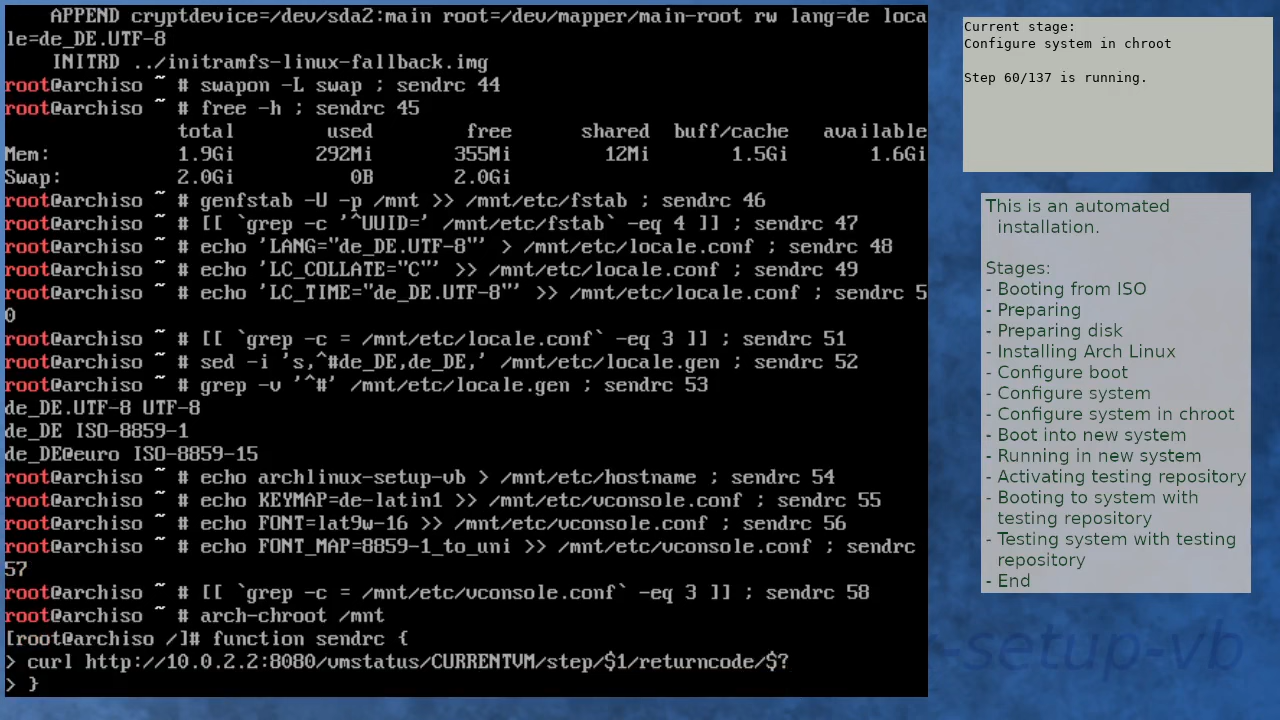 APPEND cryptdevice=/dev/sda2:main root=/dev/mapper/main-root rw lang=de loca
le=de_DE.UTF-8
INITRD ../initramfs-linux-fallback.img
root@archiso ~ # swapon -L swap ; sendrc 44
root@archiso ~ # free -h ; sendrc 45
total used free shared buff/cache available
Mem: 1.9Gi 292Mi 355Mi 12Mi 1.5Gi 1.6Gi
Swap: 2.0Gi 0B 2.0Gi
root@archiso ~ # genfstab -U -p /mnt >> /mnt/etc/fstab ; sendrc 46
root@archiso ~ # [[ `grep -c '^UUID=' /mnt/etc/fstab` -eq 4 ]] ; sendrc 47
root@archiso ~ # echo 'LANG="de_DE.UTF-8"' > /mnt/etc/locale.conf ; sendrc 48
root@archiso ~ # echo 'LC_COLLATE="C"' >> /mnt/etc/locale.conf ; sendrc 49
root@archiso ~ # echo 'LC_TIME="de_DE.UTF-8"' >> /mnt/etc/locale.conf ; sendrc 5
0
root@archiso ~ # [[ `grep -c = /mnt/etc/locale.conf` -eq 3 ]] ; sendrc 51
root@archiso ~ # sed -i 's,^#de_DE,de_DE,' /mnt/etc/locale.gen ; sendrc 52
root@archiso ~ # grep -v '^#' /mnt/etc/locale.gen ; sendrc 53
de_DE.UTF-8 UTF-8
de_DE ISO-8859-1
de_DE@euro ISO-8859-15
root@archiso ~ # echo archlinux-setup-vb > /mnt/etc/hostname ; sendrc 54
root@archiso ~ # echo KEYMAP=de-latin1 >> /mnt/etc/vconsole.conf ; sendrc 55
root@archiso ~ # echo FONT=lat9w-16 >> /mnt/etc/vconsole.conf ; sendrc 56
root@archiso ~ # echo FONT_MAP=8859-1_to_uni >> /mnt/etc/vconsole.conf ; sendrc
57
root@archiso ~ # [[ `grep -c = /mnt/etc/vconsole.conf` -eq 3 ]] ; sendrc 58
root@archiso ~ # arch-chroot /mnt
[root@archiso /]# function sendrc {
> curl http://10.0.2.2:8080/vmstatus/CURRENTVM/step/$1/returncode/$?
> }
Current stage:
Configure system in chroot
Step 60/137 is running.
This is an automated
installation.
Stages:
- Booting from ISO
- Preparing
- Preparing disk
- Installing Arch Linux
- Configure boot
- Configure system
- Configure system in chroot
- Boot into new system
- Running in new system
- Activating testing repository
- Booting to system with
testing repository
- Testing system with testing
repository
- End
-setup-vb